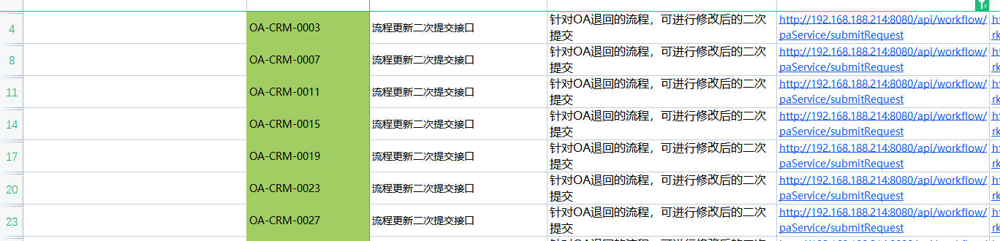 4 OA-CRM-0003 流程更新二次提交接口 针对OA退回的流程，可进行修改后的二次 http://192.168.188.214:8080/api/workflow/
提交 paService/submitRequest
8 OA-CRM-0007 流程更新二次提交接口 针对OA退回的流程，可进行修改后的二次 http://192.168.188.214:8080/api/workflow/
提交 paService/submitRequest
11 OA-CRM-0011 流程更新二次提交接口 针对OA退回的流程，可进行修改后的二次 http://192.168.188.214:8080/api/workflow/
提交 paService/submitRequest
14 OA-CRM-0015 流程更新二次提交接口 针对OA退回的流程，可进行修改后的二次 http://192.168.188.214:8080/api/workflow/
提交 paService/submitRequest
17 OA-CRM-0019 流程更新二次提交接口 针对OA退回的流程，可进行修改后的二次 http://192.168.188.214:8080/api/workflow/
提交 paService/submitRequest
20 OA-CRM-0023 流程更新二次提交接口 针对OA退回的流程，可进行修改后的二次 http://192.168.188.214:8080/api/workflow/
提交 paService/submitRequest
23 OA-CRM-0027 流程更新二次提交接口 针对OA退回的流程，可进行修改后的二次 http://192.168.188.214:8080/api/workflow/
提交 paService/submitRequest